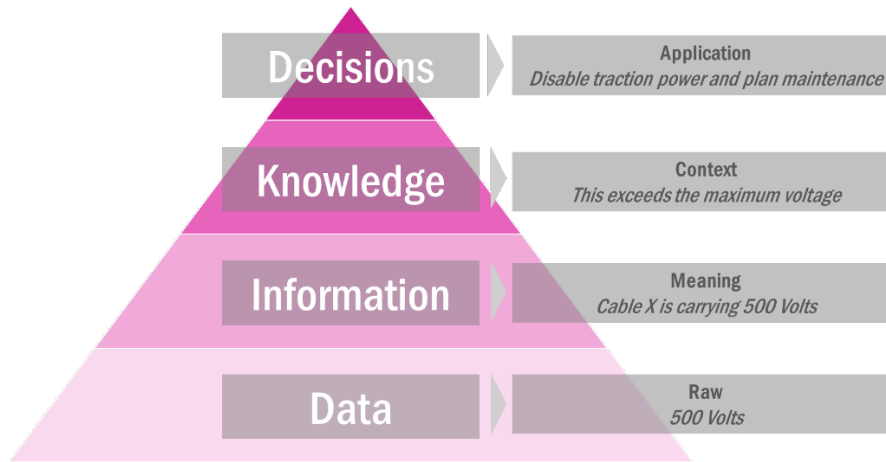 Decisions
Application
Disable traction power and plan maintenance
Knowledge
Context
This exceeds the maximum voltage
Information
Meaning
Cable X is carrying 500 Volts
Data
Raw
500 Volts